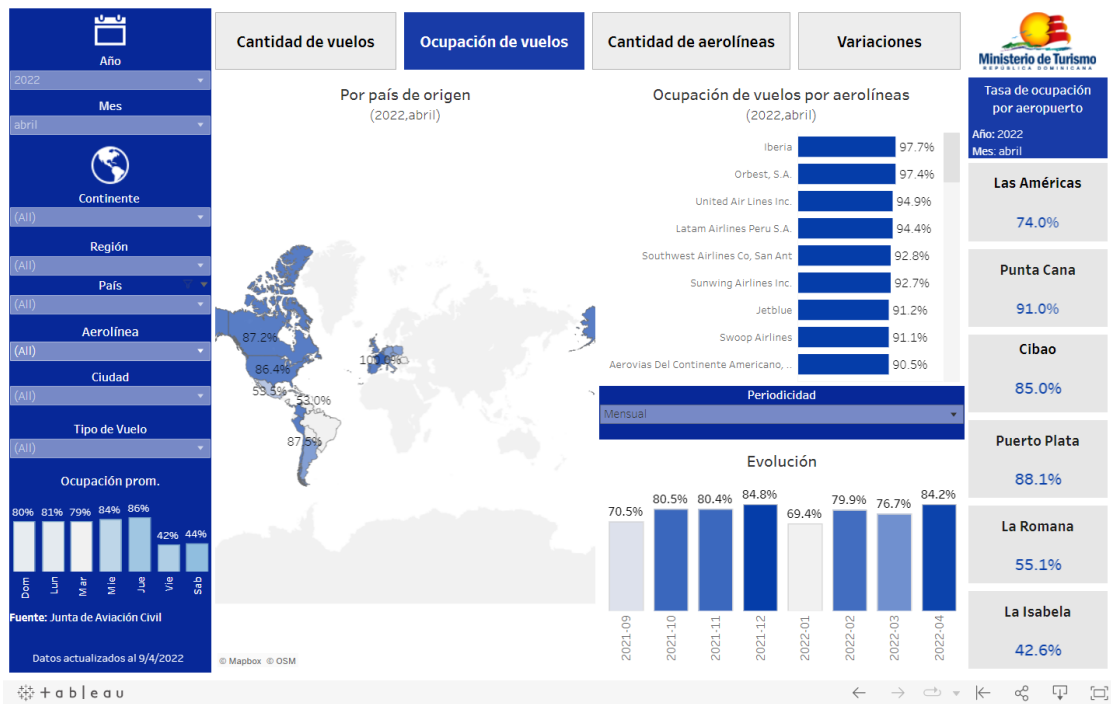 Año
2022
Mes
abril
Continente
(All)
Región
(All)
País
(All)
Aerolínea
(All)
Ciudad
(All)
Tipo de Vuelo
(All)
Ocupación prom.
80% 81% 79% 84% 86% 42% 44%
Dom Lun Mar Mie Jue Vie Sab
Fuente: Junta de Aviación Civil
Datos actualizados al 9/4/2022
Cantidad de vuelos
Ocupación de vuelos
Cantidad de aerolíneas
Variaciones
Por país de origen
(2022,abril)
87.2%
86.4%
53.5%
53.0%
87.5%
100.0%
© Mapbox © OSM
Ocupación de vuelos por aerolíneas
(2022,abril)
Iberia 97.7%
Orbest, S.A. 97.4%
United Air Lines Inc. 94.9%
Latam Airlines Peru S.A. 94.4%
Southwest Airlines Co, San Ant 92.8%
Sunwing Airlines Inc. 92.7%
Jetblue 91.2%
Swoop Airlines 91.1%
Aerovias Del Continente Americano, .. 90.5%
Periodicidad
Mensual
Evolución
70.5% 80.5% 80.4% 84.8% 69.4% 79.9% 76.7% 84.2%
2021-09 2021-10 2021-11 2021-12 2022-01 2022-02 2022-03 2022-04
Ministerio de Turismo
REPÚBLICA DOMINICANA
Tasa de ocupación
por aeropuerto
Año: 2022
Mes: abril
Las Américas
74.0%
Punta Cana
91.0%
Cibao
85.0%
Puerto Plata
88.1%
La Romana
55.1%
La Isabela
42.6%
+ a b l e a u